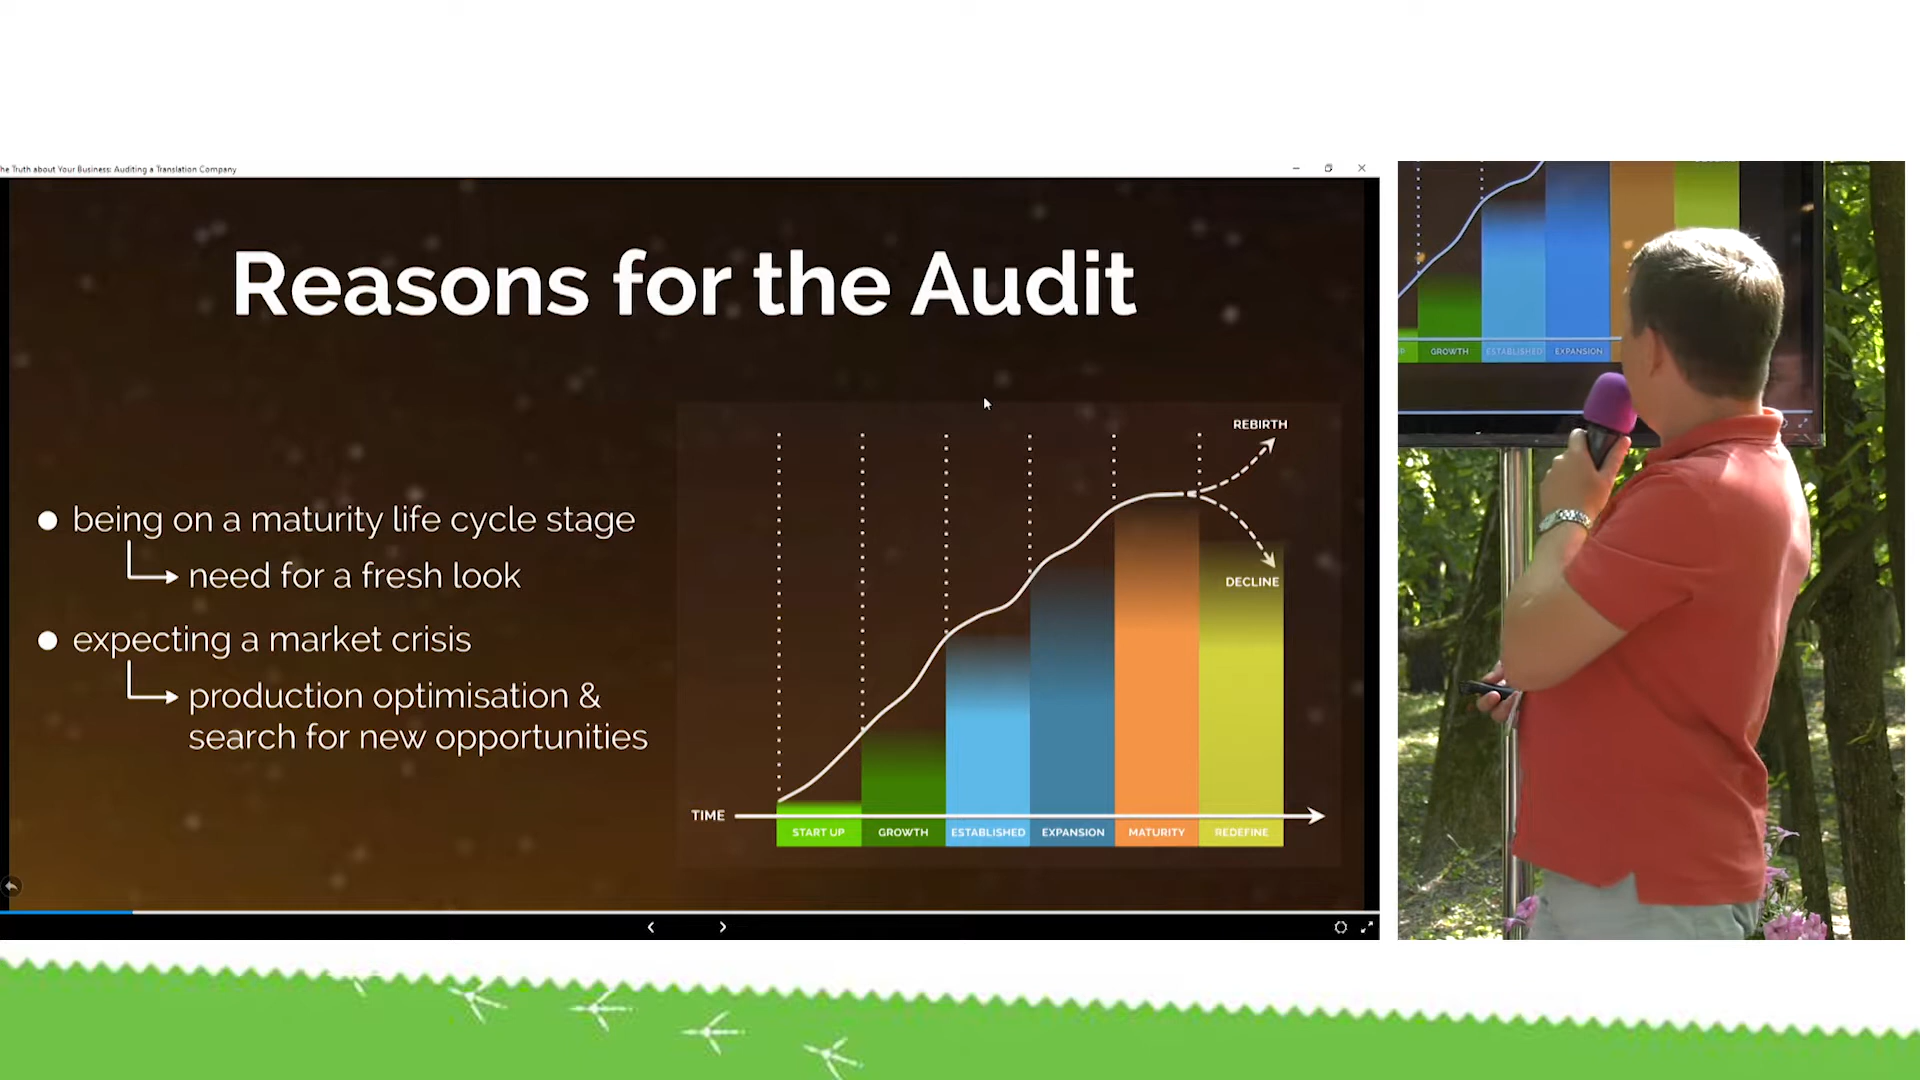 he Truth about Your Business: Auditing a Translation Company
Reasons for the Audit
being on a maturity life cycle stage
need for a fresh look
expecting a market crisis
production optimisation &
search for new opportunities
REBIRTH
DECLINE
TIME
START UP
GROWTH
ESTABLISHED
EXPANSION
MATURITY
REDEFINE
GROWTH
ESTABLISHED
EXPANSION